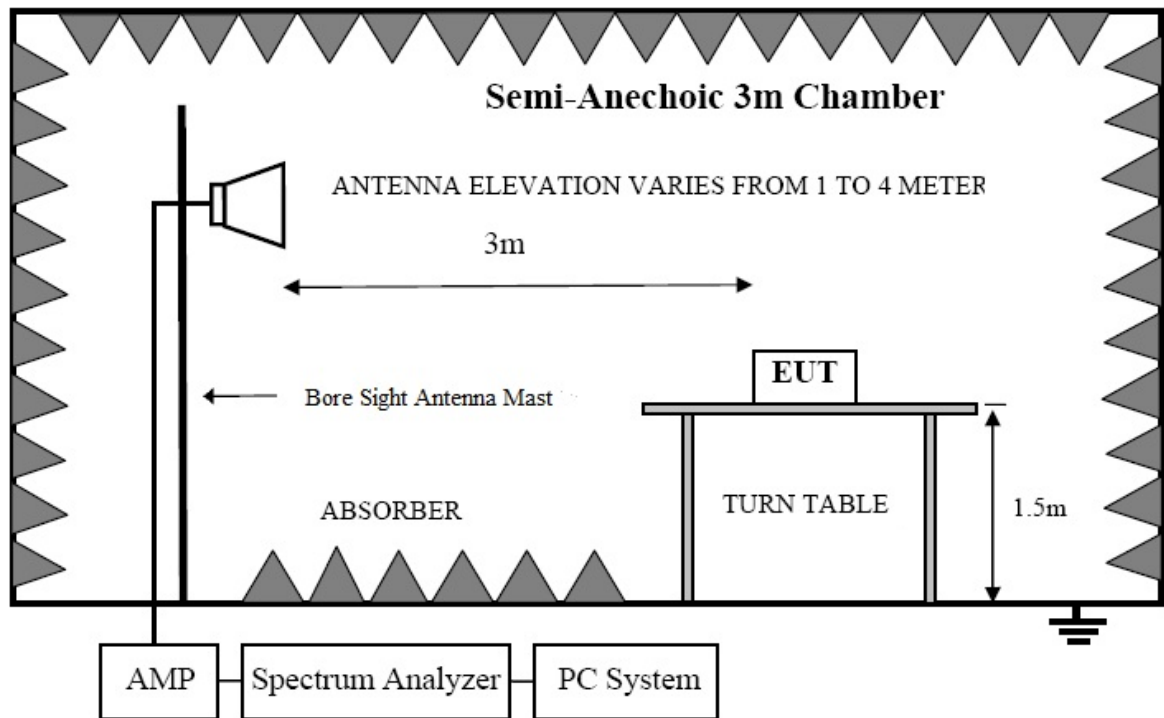 Semi-Anechoic 3m Chamber
ANTENNA ELEVATION VARIES FROM 1 TO 4 METER
3m
EUT
Bore Sight Antenna Mast
ABSORBER
TURN TABLE
1.5m
AMP
Spectrum Analyzer
PC System